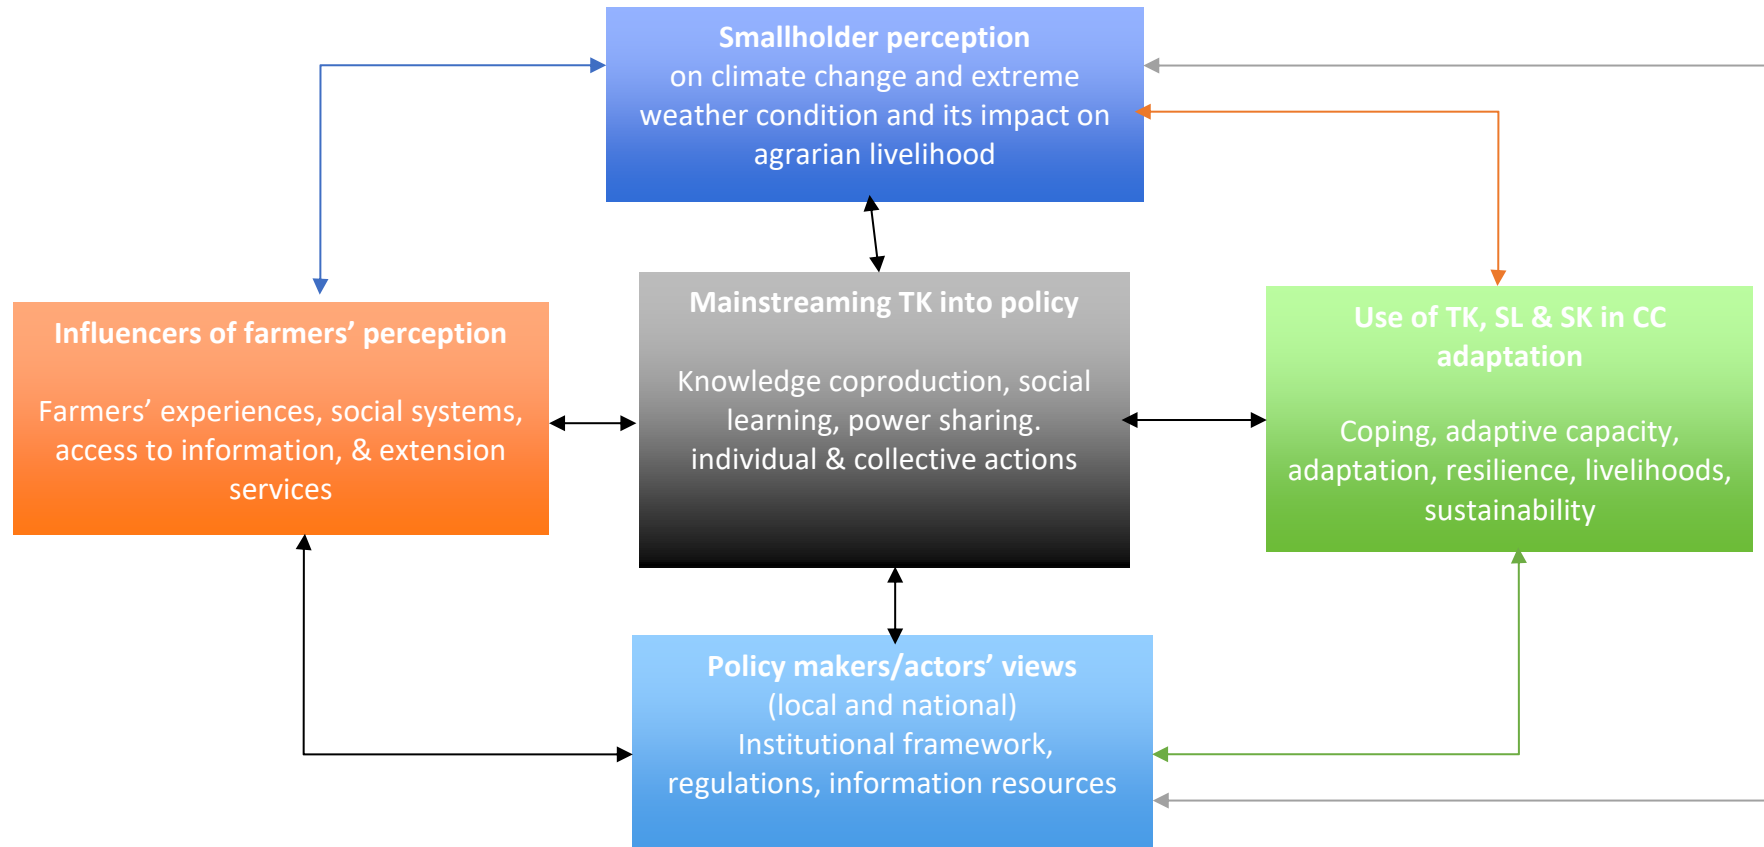 Smallholder perception
on climate change and extreme
weather condition and its impact on
agrarian livelihood
Influencers of farmers’ perception
Farmers’ experiences, social systems,
access to information, & extension
services
Mainstreaming TK into policy
Knowledge coproduction, social
learning, power sharing.
individual & collective actions
Use of TK, SL & SK in CC
adaptation
Coping, adaptive capacity,
adaptation, resilience, livelihoods,
sustainability
Policy makers/actors’ views
(local and national)
Institutional framework,
regulations, information resources